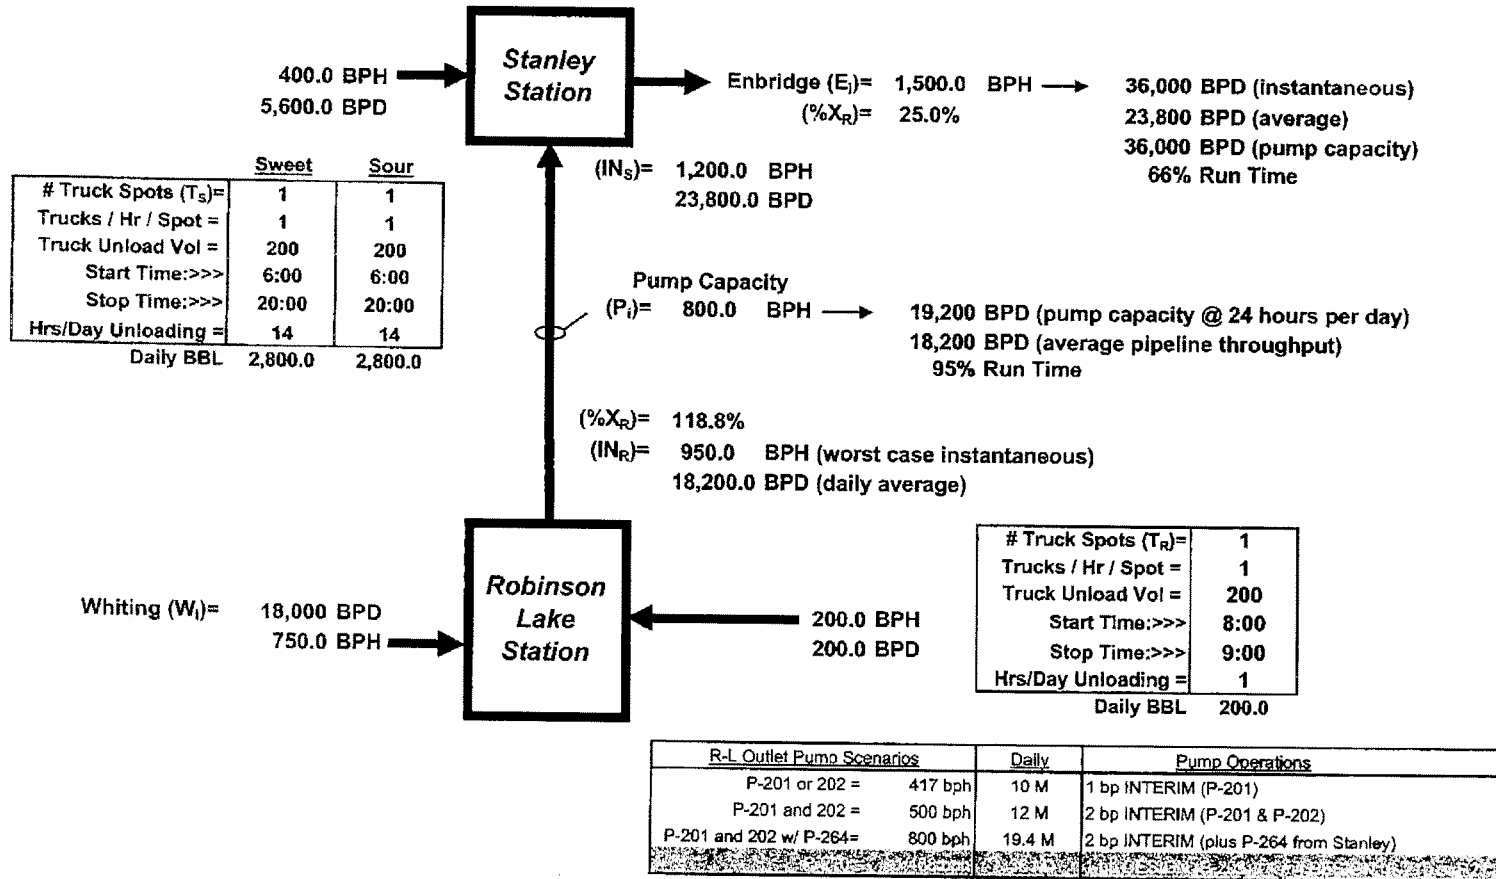 Stanley
Station
400.0 BPH
5,600.0 BPD
Enbridge (Ei)= 1,500.0 BPH
(%XR)= 25.0%
36,000 BPD (instantaneous)
23,800 BPD (average)
36,000 BPD (pump capacity)
66% Run Time
(INS)= 1,200.0 BPH
23,800.0 BPD
Sweet Sour
# Truck Spots (TS)= 1 1
Trucks / Hr / Spot = 1 1
Truck Unload Vol = 200 200
Start Time:>>> 6:00 6:00
Stop Time:>>> 20:00 20:00
Hrs/Day Unloading = 14 14
Daily BBL 2,800.0 2,800.0
Pump Capacity
(Pi)= 800.0 BPH
19,200 BPD (pump capacity @ 24 hours per day)
18,200 BPD (average pipeline throughput)
95% Run Time
(%XR)= 118.8%
(INR)= 950.0 BPH (worst case instantaneous)
18,200.0 BPD (daily average)
Robinson
Lake
Station
Whiting (Wi)= 18,000 BPD
750.0 BPH
200.0 BPH
200.0 BPD
# Truck Spots (TR)= 1
Trucks / Hr / Spot = 1
Truck Unload Vol = 200
Start Time:>>> 8:00
Stop Time:>>> 9:00
Hrs/Day Unloading = 1
Daily BBL 200.0
R-L Outlet Pump Scenarios Daily Pump Operations
P-201 or 202 = 417 bph 10 M 1 bp INTERIM (P-201)
P-201 and 202 = 500 bph 12 M 2 bp INTERIM (P-201 & P-202)
P-201 and 202 w/ P-264= 800 bph 19.4 M 2 bp INTERIM (plus P-264 from Stanley)